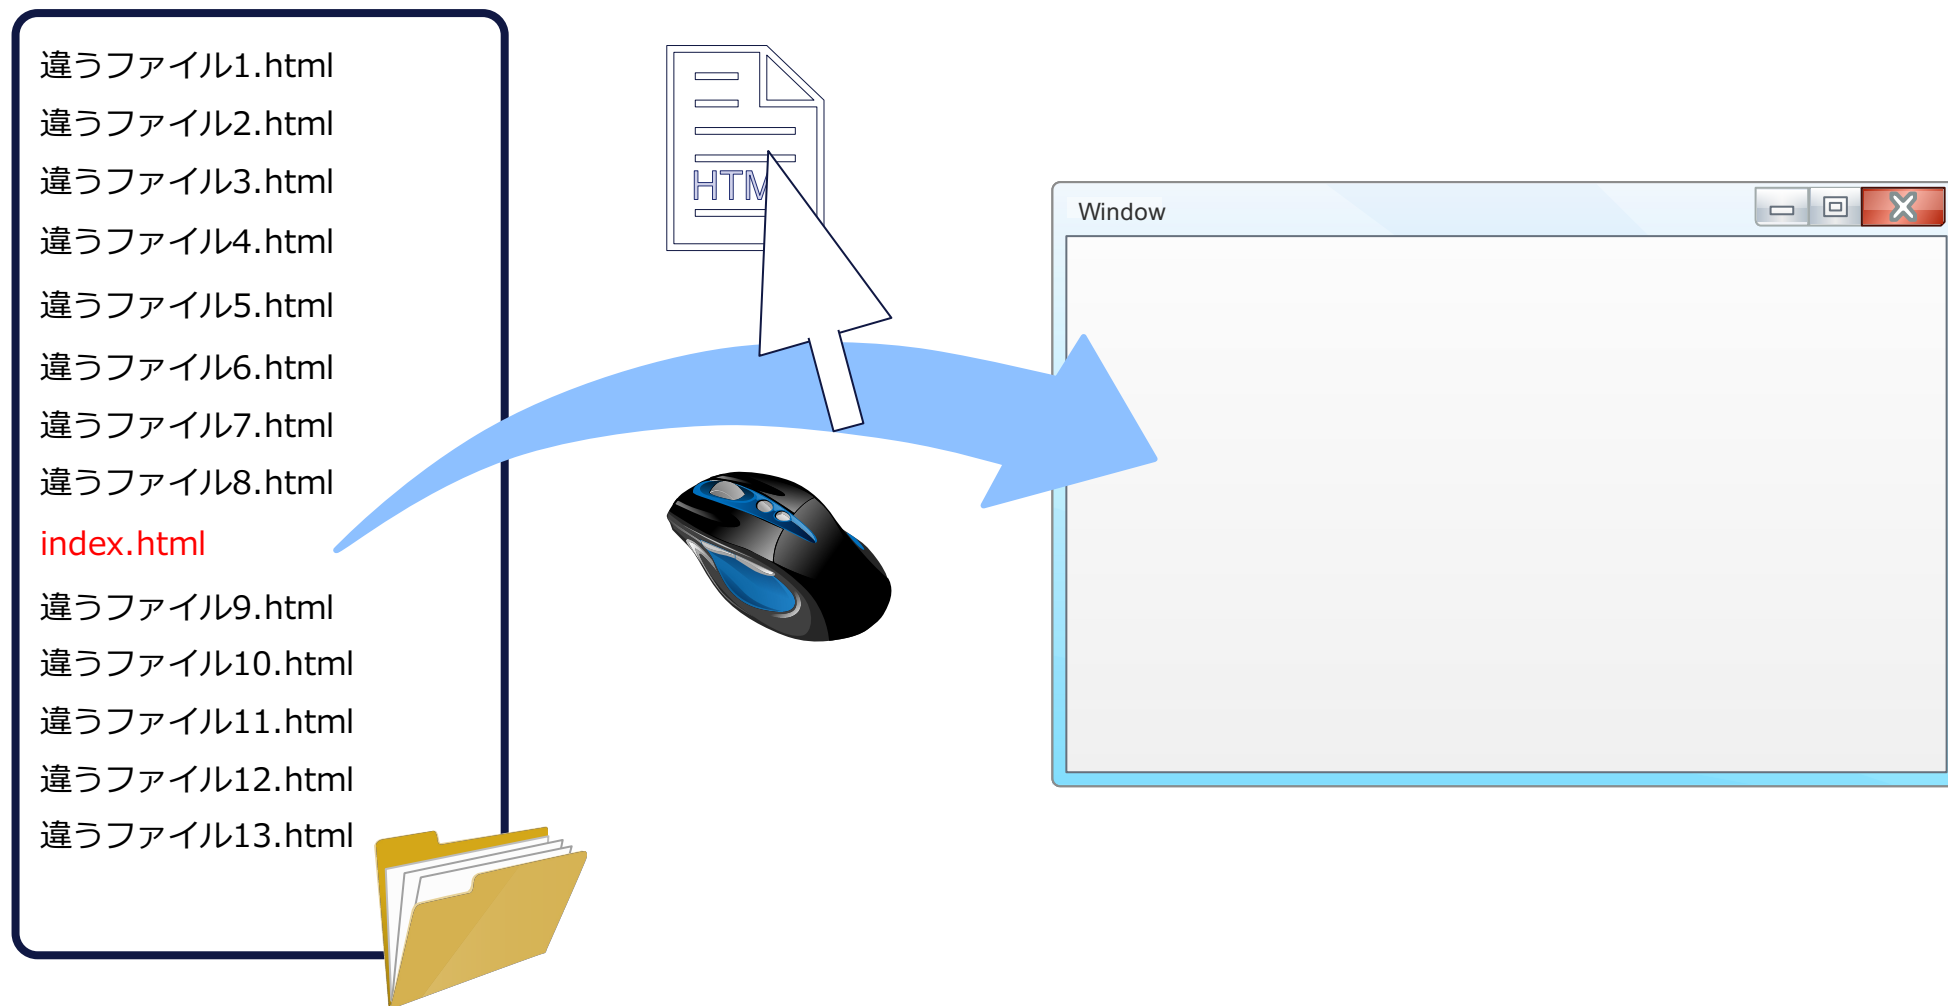 違うファイル1.html
違うファイル2.html
違うファイル3.html
違うファイル4.html
違うファイル5.html
違うファイル6.html
違うファイル7.html
違うファイル8.html
index.html
違うファイル9.html
違うファイル10.html
違うファイル11.html
違うファイル12.html
違うファイル13.html
HTM
Window